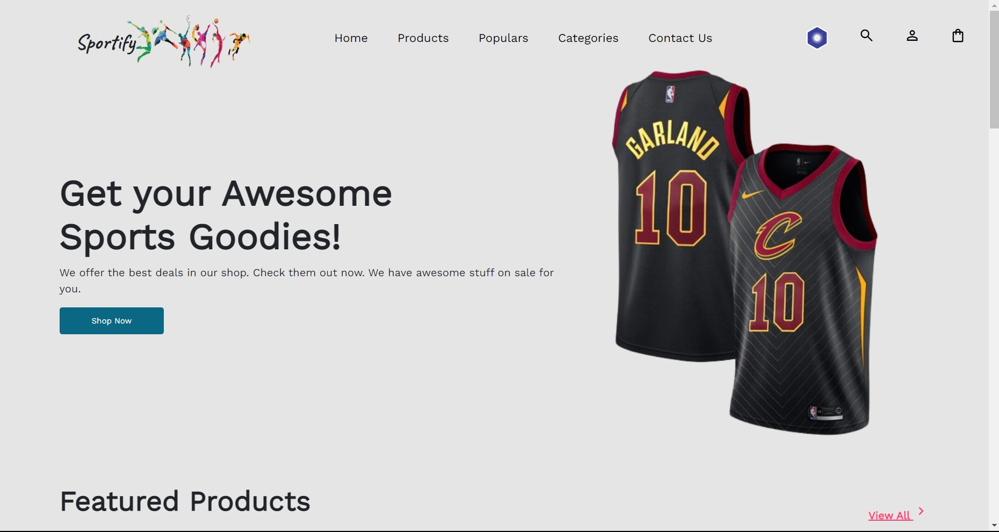 Sportify
Home
Products
Populars
Categories
Contact Us
GARLAND
10
C
10
Get your Awesome
Sports Goodies!
We offer the best deals in our shop. Check them out now. We have awesome stuff on sale for
you.
Shop Now
Featured Products
View All